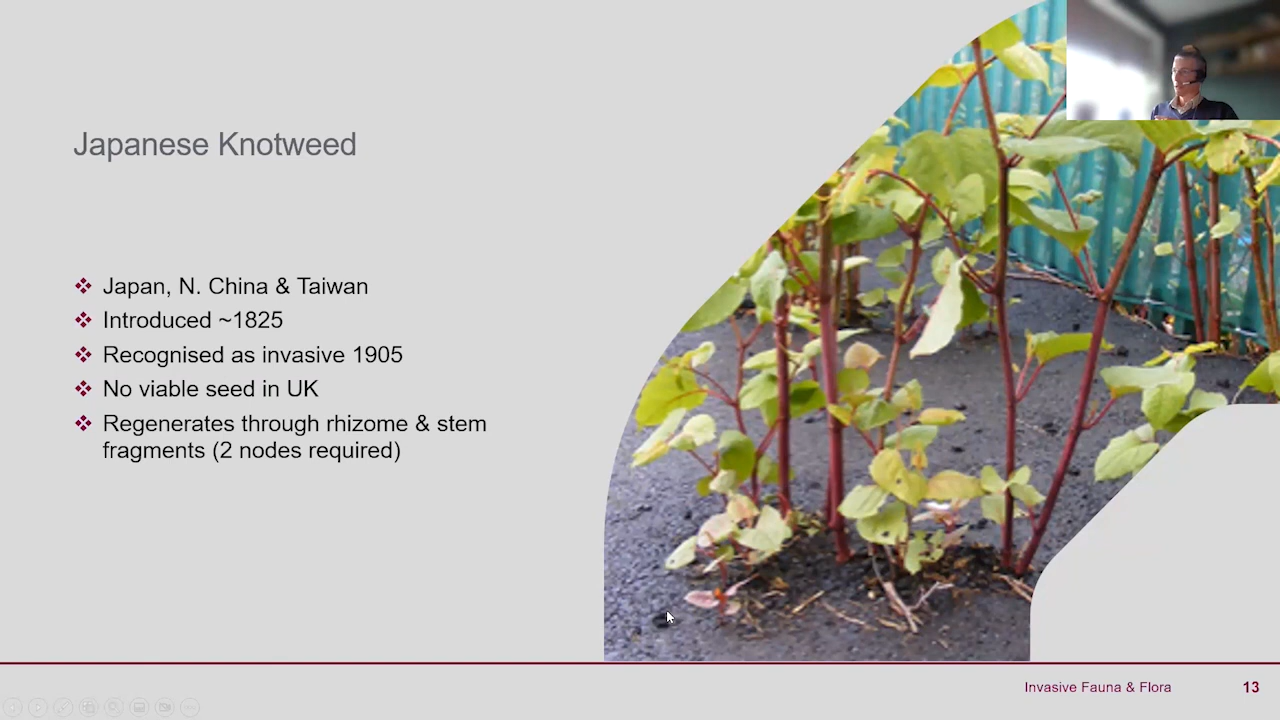 Japanese Knotweed
Japan, N. China & Taiwan
Introduced ~1825
Recognised as invasive 1905
No viable seed in UK
Regenerates through rhizome & stem
fragments (2 nodes required)
Invasive Fauna & Flora
13